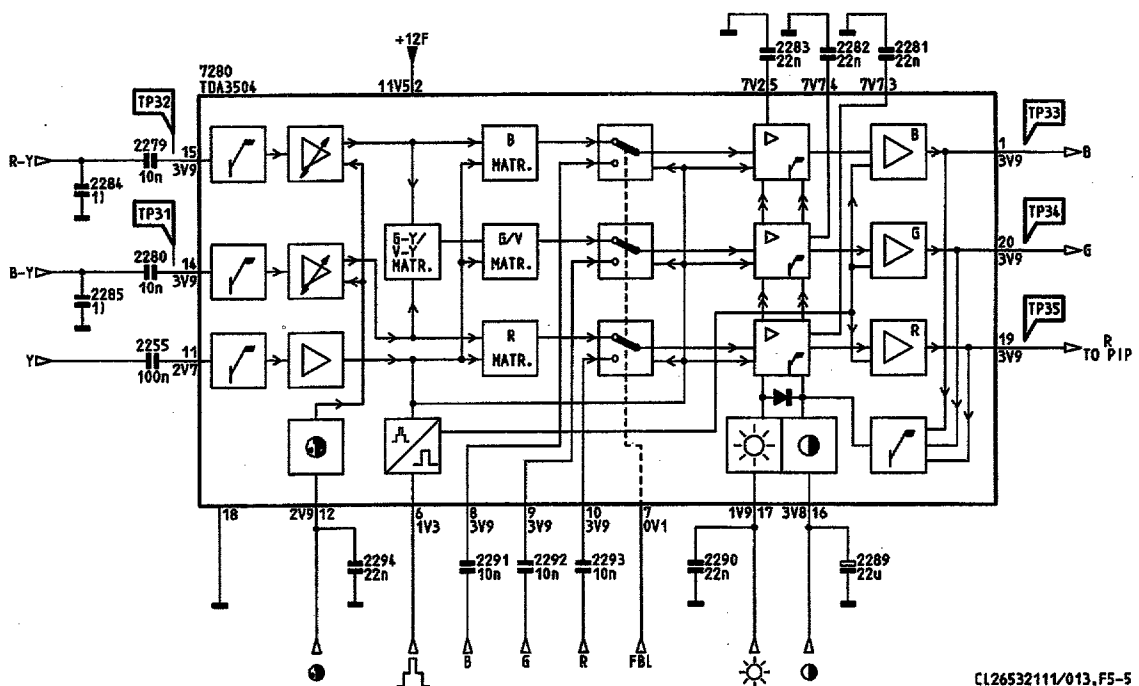 +12F
2283
22n
2282
22n
2281
22n
7280
TDA3504
11V5 2
7V2 5
7V7 4
7V7 3
TP32
TP33
R-Y
2279
10n
15
3V9
B
MATR.
B
1
3V9
B
2284
1)
TP31
TP34
B-Y
2280
10n
14
3V9
G-Y/
V-Y
MATR.
G/V
MATR.
G
20
3V9
G
2285
1)
TP35
Y
2255
100n
11
2V7
R
MATR.
R
19
3V9
R
TO PIP
18
2V9 12
6
1V3
8
3V9
9
3V9
10
3V9
7
0V1
1V9 17
3V8 16
2294
22n
2291
10n
2292
10n
2293
10n
2290
22n
2289
22u
B
G
R
FBL
CL26532111/013.F5-5